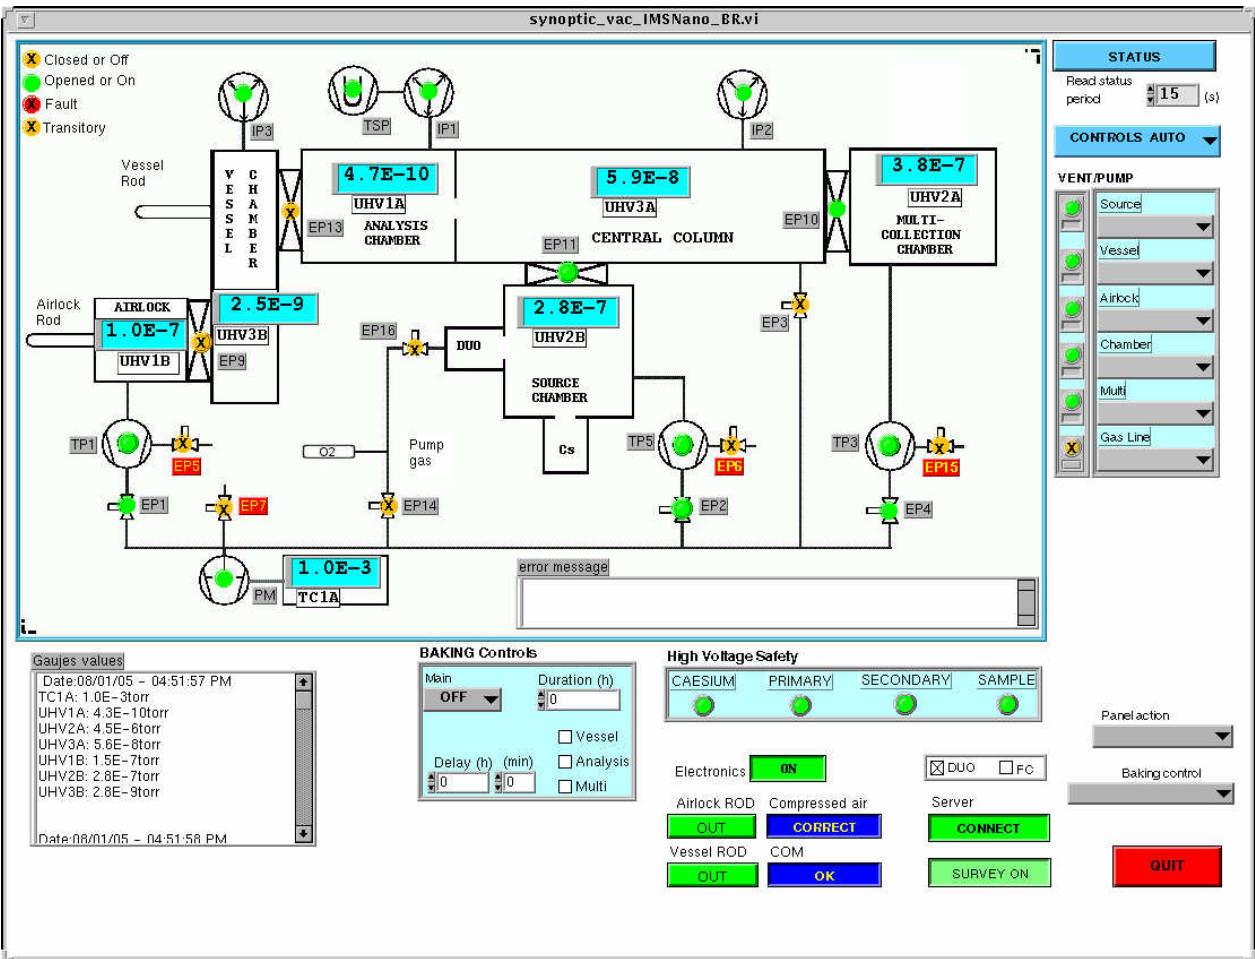 synoptic_vac_IMSNano_BR.vi
Closed or Off
Opened or On
Fault
Transitory
IP3
TSP
IP1
IP2
Vessel
Rod
VESSEL
CHAMBER
EP13
4.7E-10
UHV1A
ANALYSIS
CHAMBER
5.9E-8
UHV3A
CENTRAL COLUMN
EP11
EP10
3.8E-7
UHV2A
MULTI-
COLLECTION
CHAMBER
Airlock
Rod
AIRLOCK
1.0E-7
UHV1B
2.5E-9
UHV3B
EP9
EP16
DUO
2.8E-7
UHV2B
SOURCE
CHAMBER
Cs
EP3
TP1
EP5
O2
Pump
gas
TP5
EP6
TP3
EP15
EP1
EP7
EP14
EP2
EP4
PM
1.0E-3
TC1A
error message
STATUS
Read status
period
15
(s)
CONTROLS AUTO
VENT/PUMP
Source
Vessel
Airlock
Chamber
Multi
Gas Line
Gaujes values
Date:08/01/05 - 04:51:57 PM
TC1A: 1.0E-3torr
UHV1A: 4.3E-10torr
UHV2A: 4.5E-6torr
UHV3A: 5.6E-8torr
UHV1B: 1.5E-7torr
UHV2B: 2.8E-7torr
UHV3B: 2.8E-9torr
Date:08/01/05 - 04:51:58 PM
BAKING Controls
Main
OFF
Duration (h)
0
Vessel
Analysis
Multi
Delay (h) (min)
0
0
High Voltage Safety
CAESIUM PRIMARY SECONDARY SAMPLE
Electronics ON
DUO FC
Airlock ROD Compressed air Server
OUT CORRECT CONNECT
Vessel ROD COM
OUT OK SURVEY ON
Panel action
Baking control
QUIT